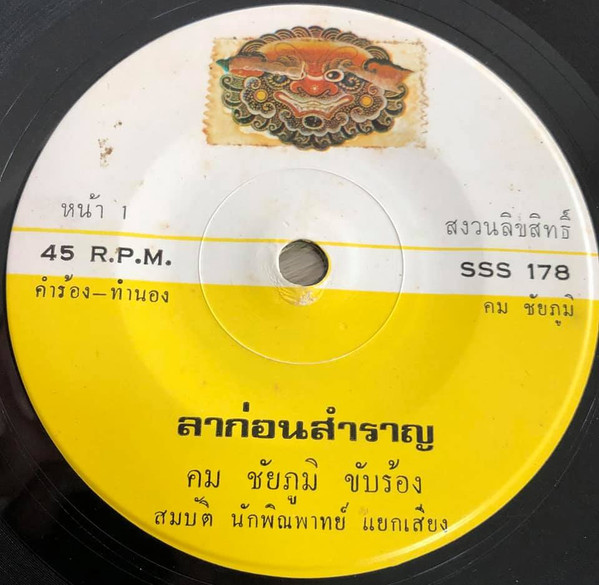 หน้า 1
สงวนลิขสิทธิ์
45 R.P.M.
SSS 178
คำร้อง–ทำนอง
คม ชัยภูมิ
ลาก่อนสำราญ
คม ชัยภูมิ ขับร้อง
สมบัติ นักพิณพาทย์ แยกเสียง